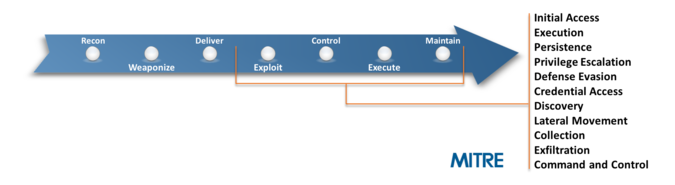 Recon
Deliver
Control
Maintain
Weaponize
Exploit
Execute
Initial Access
Execution
Persistence
Privilege Escalation
Defense Evasion
Credential Access
Discovery
Lateral Movement
Collection
Exfiltration
Command and Control
MITRE